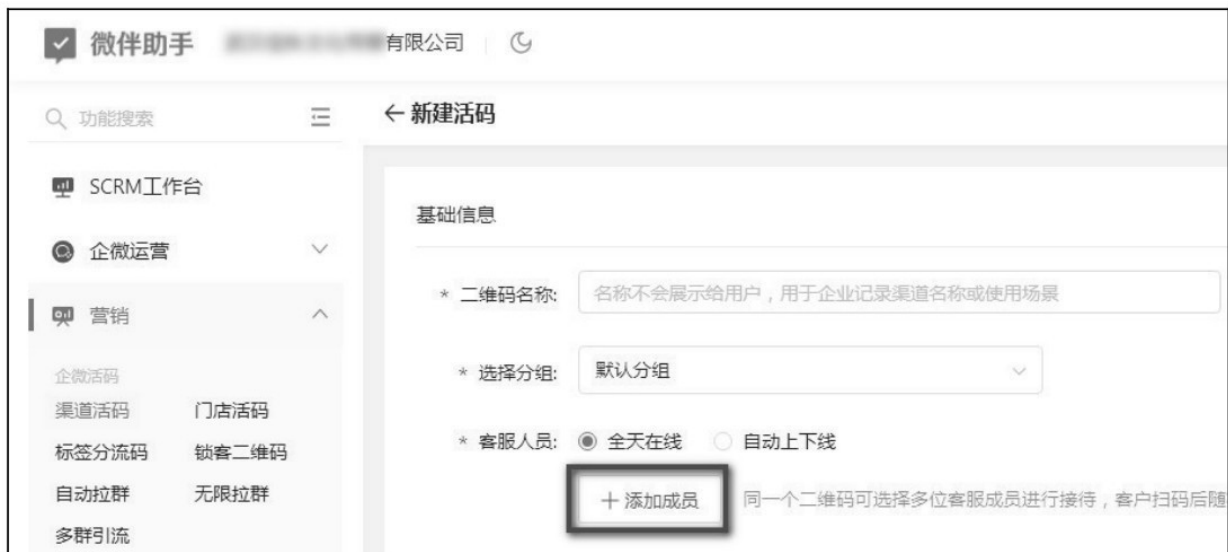 微伴助手 有限公司
功能搜索
← 新建活码
SCRM工作台
基础信息
企微运营
* 二维码名称: 名称不会展示给用户，用于企业记录渠道名称或使用场景
营销
* 选择分组: 默认分组
企微活码
渠道活码 门店活码
* 客服人员: 全天在线 自动上下线
标签分流码 锁客二维码
自动拉群 无限拉群
+ 添加成员 同一个二维码可选择多位客服成员进行接待，客户扫码后随
多群引流